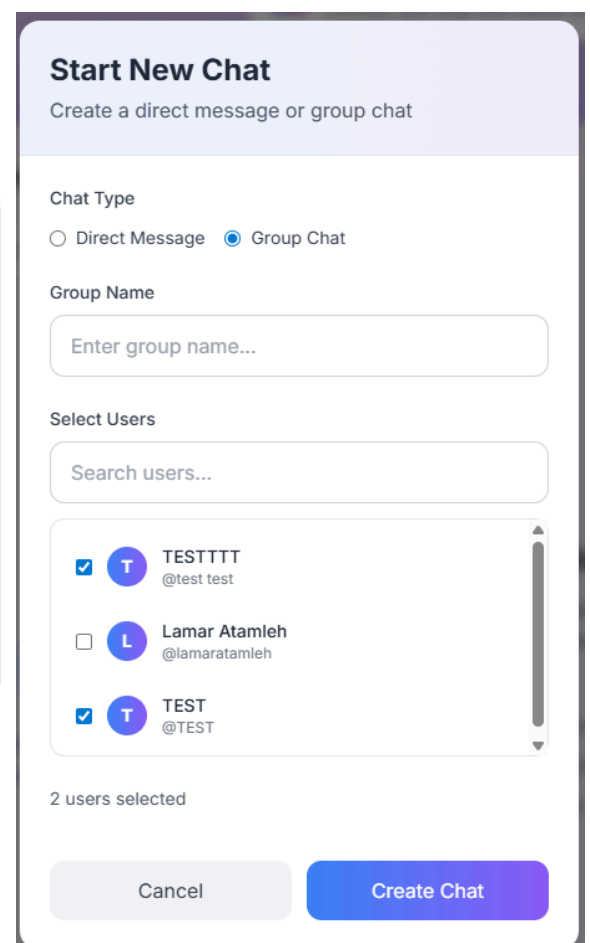 Start New Chat
Create a direct message or group chat
Chat Type
Direct Message Group Chat
Group Name
Enter group name...
Select Users
Search users...
T TESTTTT
@test test
L Lamar Atamleh
@lamaratamleh
T TEST
@TEST
2 users selected
Cancel Create Chat